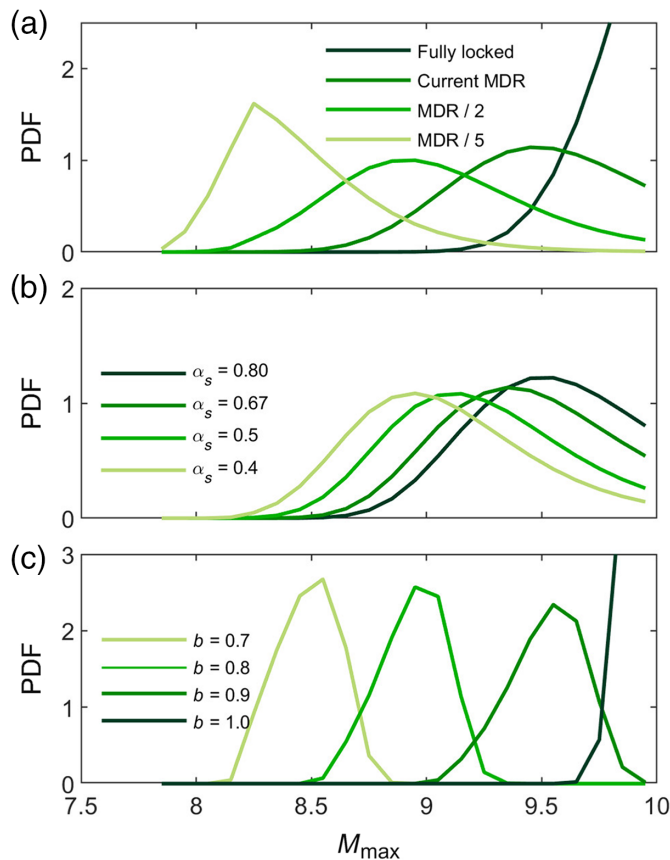 (a)
2
1
0
PDF
Fully locked
Current MDR
MDR / 2
MDR / 5
(b)
2
1
0
PDF
αs = 0.80
αs = 0.67
αs = 0.5
αs = 0.4
(c)
3
2
1
0
PDF
b = 0.7
b = 0.8
b = 0.9
b = 1.0
7.5 8 8.5 9 9.5 10
Mmax